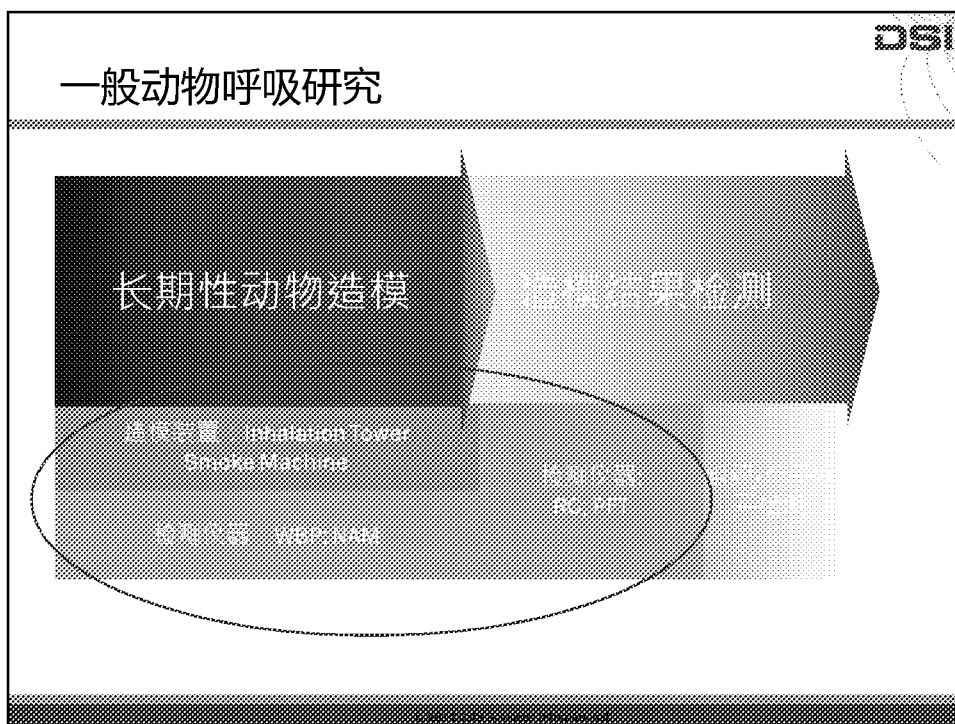 DSI
一般动物呼吸研究
长期性动物造模
造模结果检测
造模装置 Inhalation Tower
Smoke Machine
检测仪器 WBP, NAM
检测仪器
RC, PFT